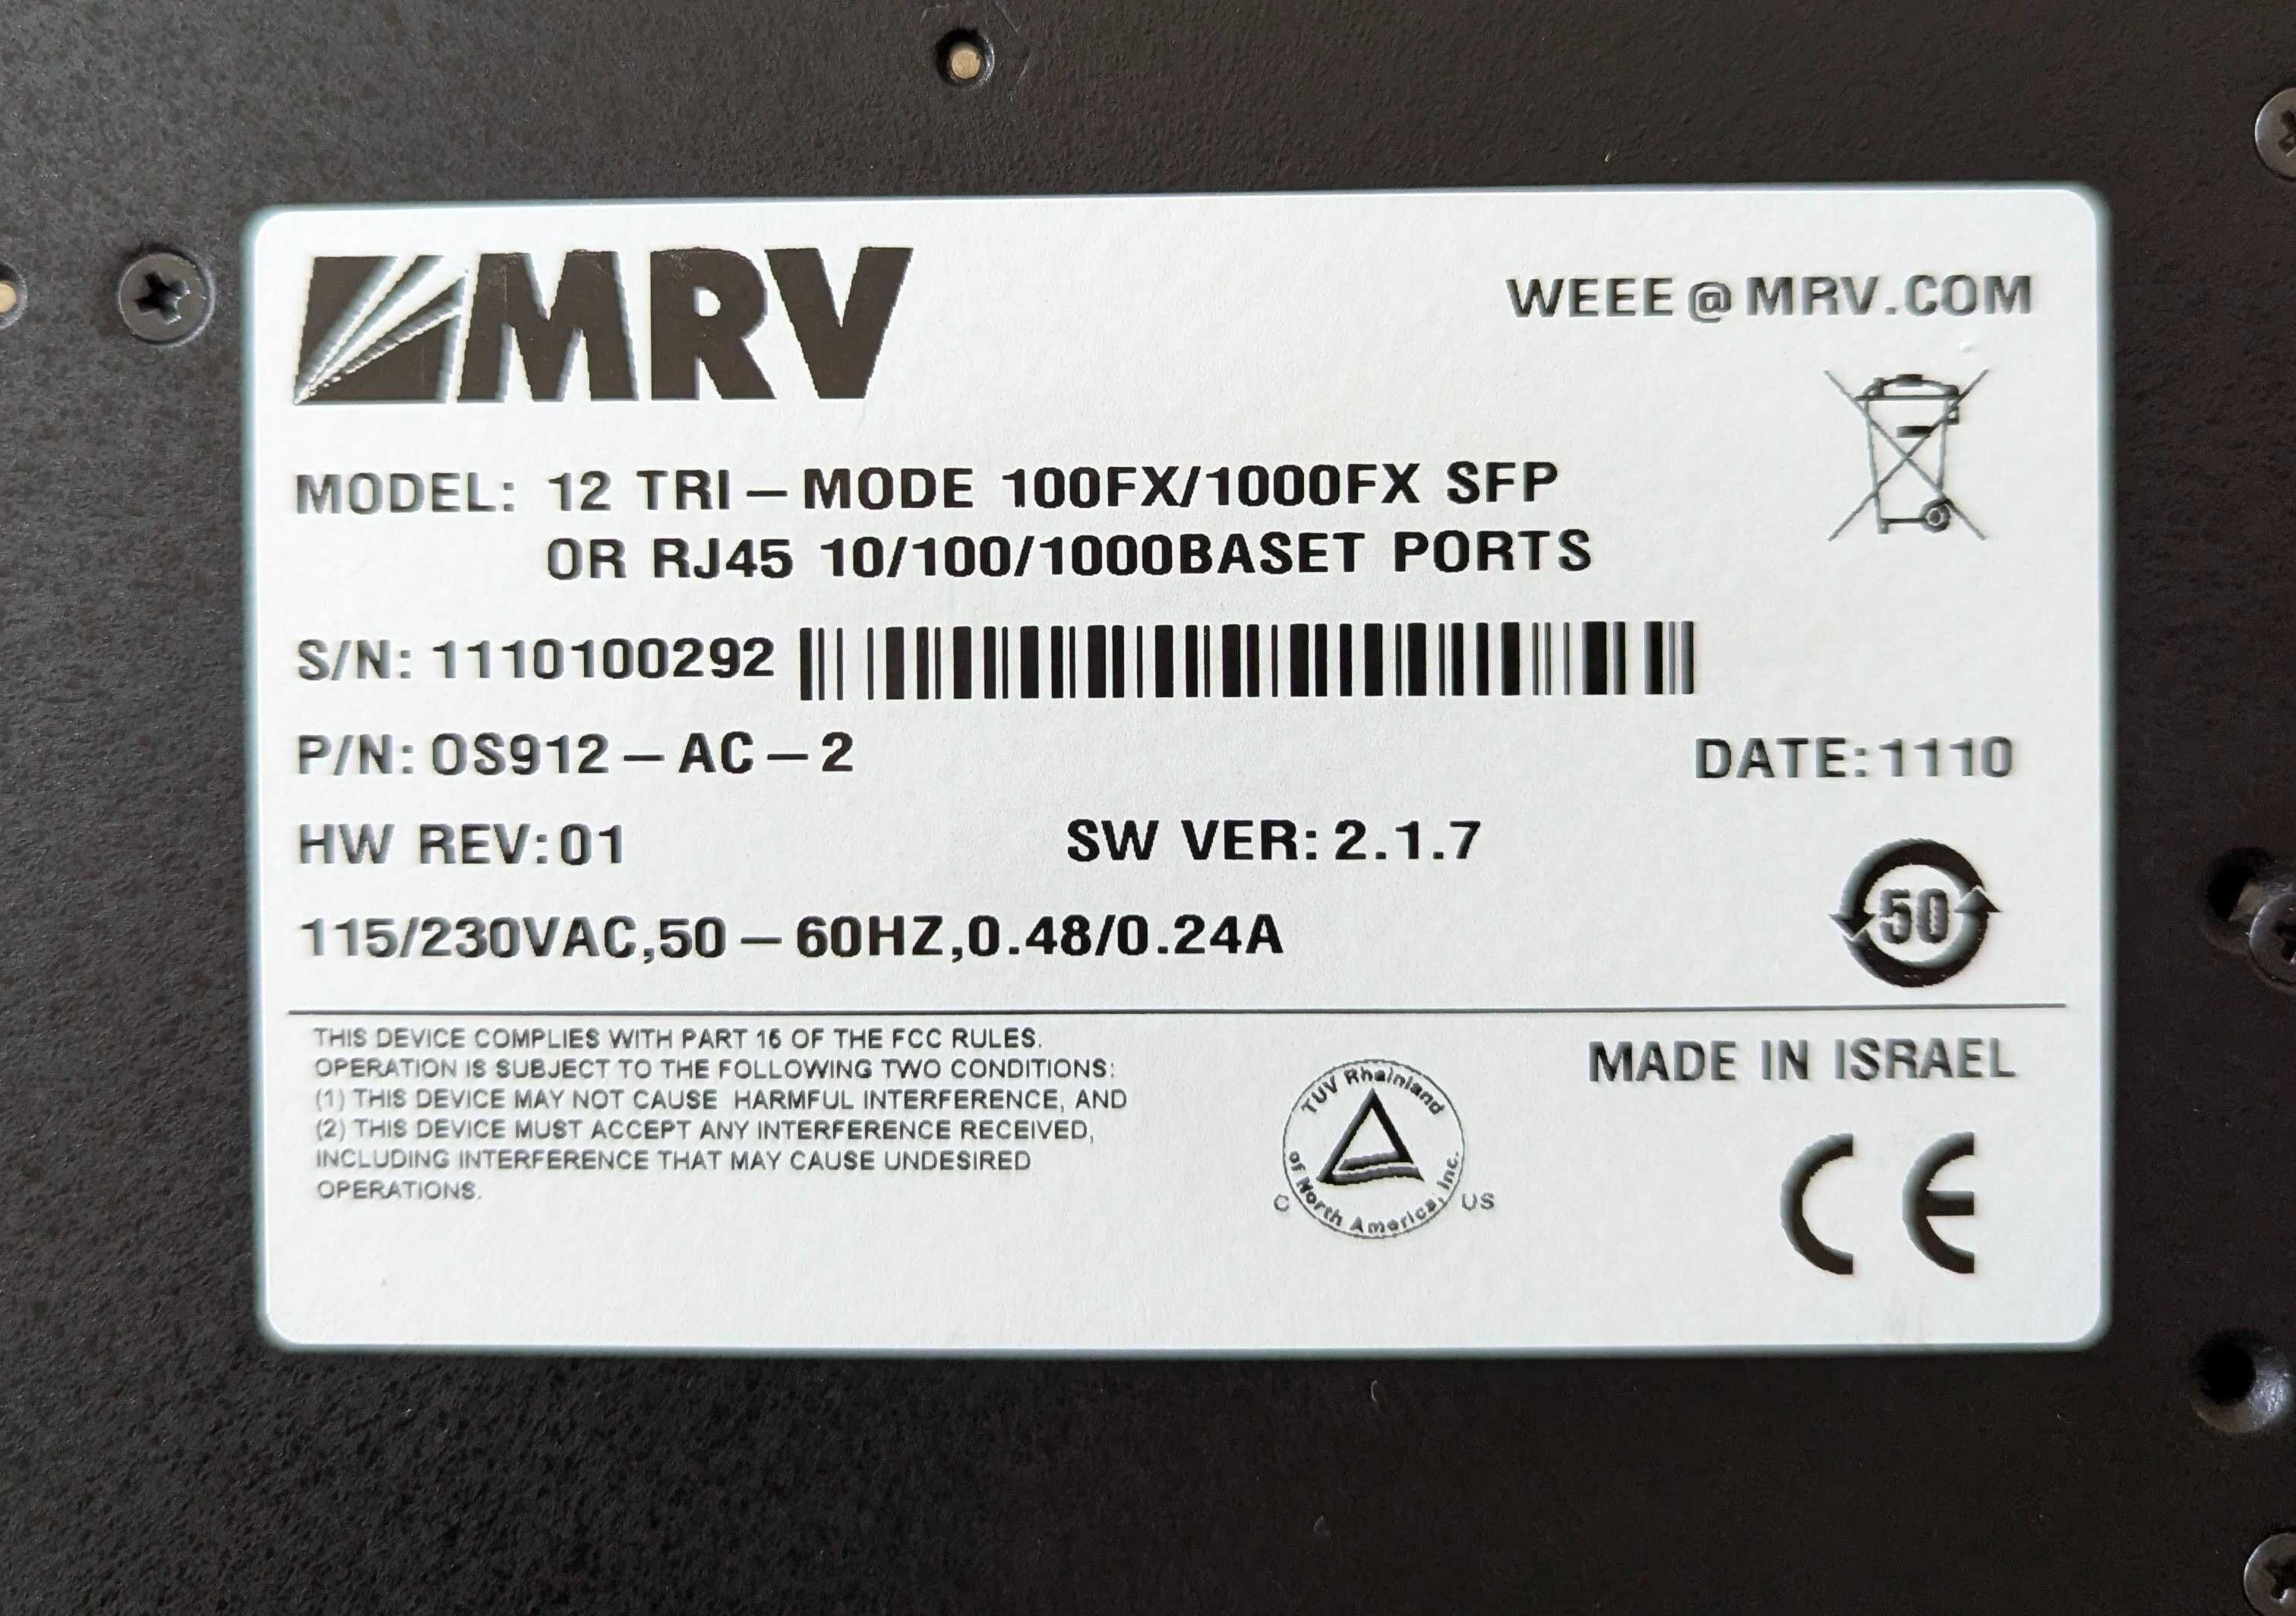 MRV
WEEE@MRV.COM
MODEL: 12 TRI-MODE 100FX/1000FX SFP
OR RJ45 10/100/1000BASET PORTS
S/N: 1110100292
P/N: OS912-AC-2
DATE:1110
HW REV:01
SW VER: 2.1.7
50
115/230VAC,50-60HZ,0.48/0.24A
THIS DEVICE COMPLIES WITH PART 15 OF THE FCC RULES.
OPERATION IS SUBJECT TO THE FOLLOWING TWO CONDITIONS:
(1) THIS DEVICE MAY NOT CAUSE HARMFUL INTERFERENCE, AND
(2) THIS DEVICE MUST ACCEPT ANY INTERFERENCE RECEIVED,
INCLUDING INTERFERENCE THAT MAY CAUSE UNDESIRED
OPERATIONS.
TUV Rheinland
of North America, Inc.
C US
MADE IN ISRAEL
CE